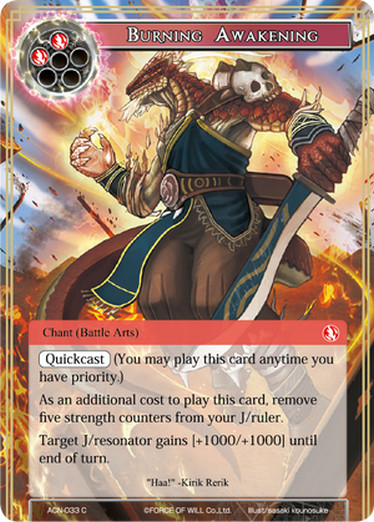 Burning Awakening
Chant (Battle Arts)
Quickcast (You may play this card anytime you
have priority.)
As an additional cost to play this card, remove
five strength counters from your J/ruler.
Target J/resonator gains [+1000/+1000] until
end of turn.
"Haa!" -Kirik Rerik
ACN-033 C ©FORCE OF WILL Co.,Ltd. Illust/sasaki kounosuke